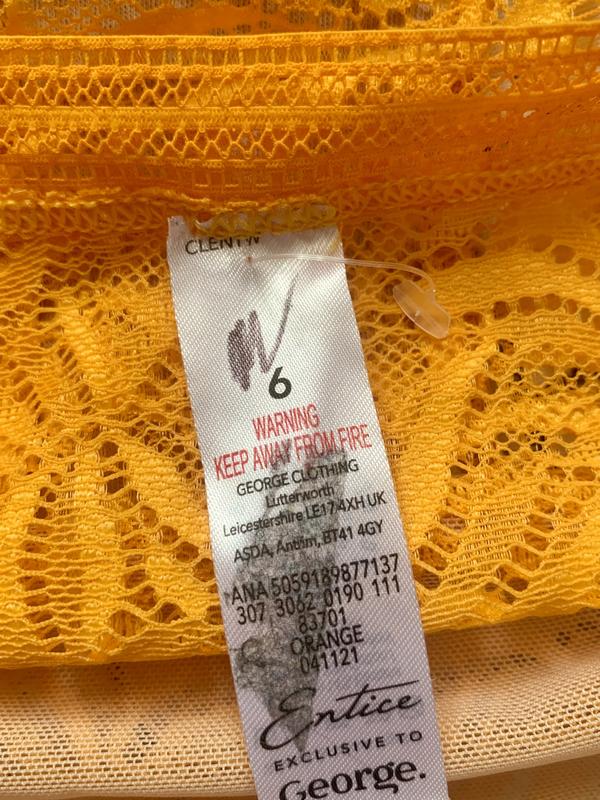 6
WARNING
KEEP AWAY FROM FIRE
GEORGE CLOTHING
Lutterworth
Leicestershire LE17 4XH UK
ASDA, Antrim, BT41 4GY
ANA 5059189877137
307 3062 0190 111
83701
ORANGE
041121
Entice
EXCLUSIVE TO
George.